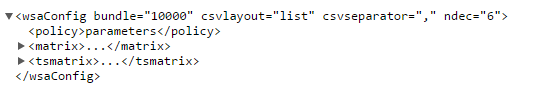 ▼<wsaConfig bundle="10000" csvlayout="list" csvseparator="," ndec="6">
<policy>parameters</policy>
▶<matrix>...</matrix>
▶<tsmatrix>...</tsmatrix>
</wsaConfig>